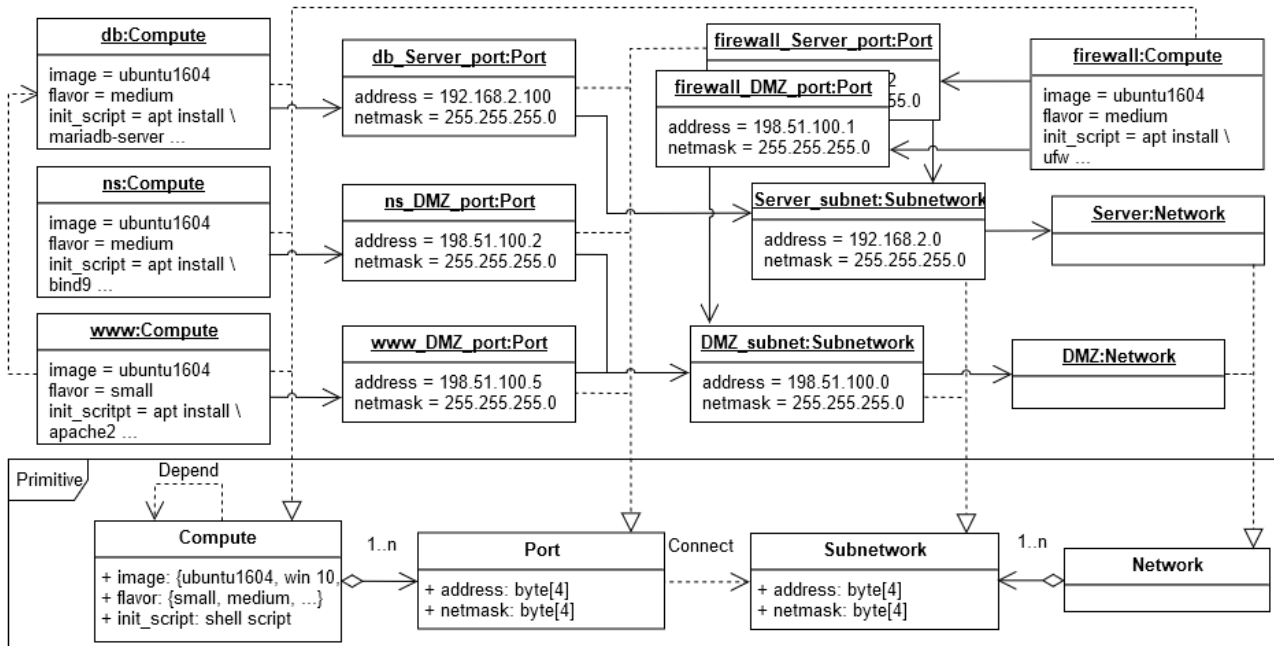 db:Compute
image = ubuntu1604
flavor = medium
init_script = apt install \
mariadb-server ...
db_Server_port:Port
address = 192.168.2.100
netmask = 255.255.255.0
firewall_Server_port:Port
2
55.0
firewall_DMZ_port:Port
address = 198.51.100.1
netmask = 255.255.255.0
firewall:Compute
image = ubuntu1604
flavor = medium
init_script = apt install \
ufw ...
ns:Compute
image = ubuntu1604
flavor = medium
init_script = apt install \
bind9 ...
ns_DMZ_port:Port
address = 198.51.100.2
netmask = 255.255.255.0
Server_subnet:Subnetwork
address = 192.168.2.0
netmask = 255.255.255.0
Server:Network
www:Compute
image = ubuntu1604
flavor = small
init_scritpt = apt install \
apache2 ...
www_DMZ_port:Port
address = 198.51.100.5
netmask = 255.255.255.0
DMZ_subnet:Subnetwork
address = 198.51.100.0
netmask = 255.255.255.0
DMZ:Network
Primitive
Depend
Compute
+ image: {ubuntu1604, win 10,
+ flavor: {small, medium, ...}
+ init_script: shell script
1..n
Port
+ address: byte[4]
+ netmask: byte[4]
Connect
Subnetwork
+ address: byte[4]
+ netmask: byte[4]
1..n
Network